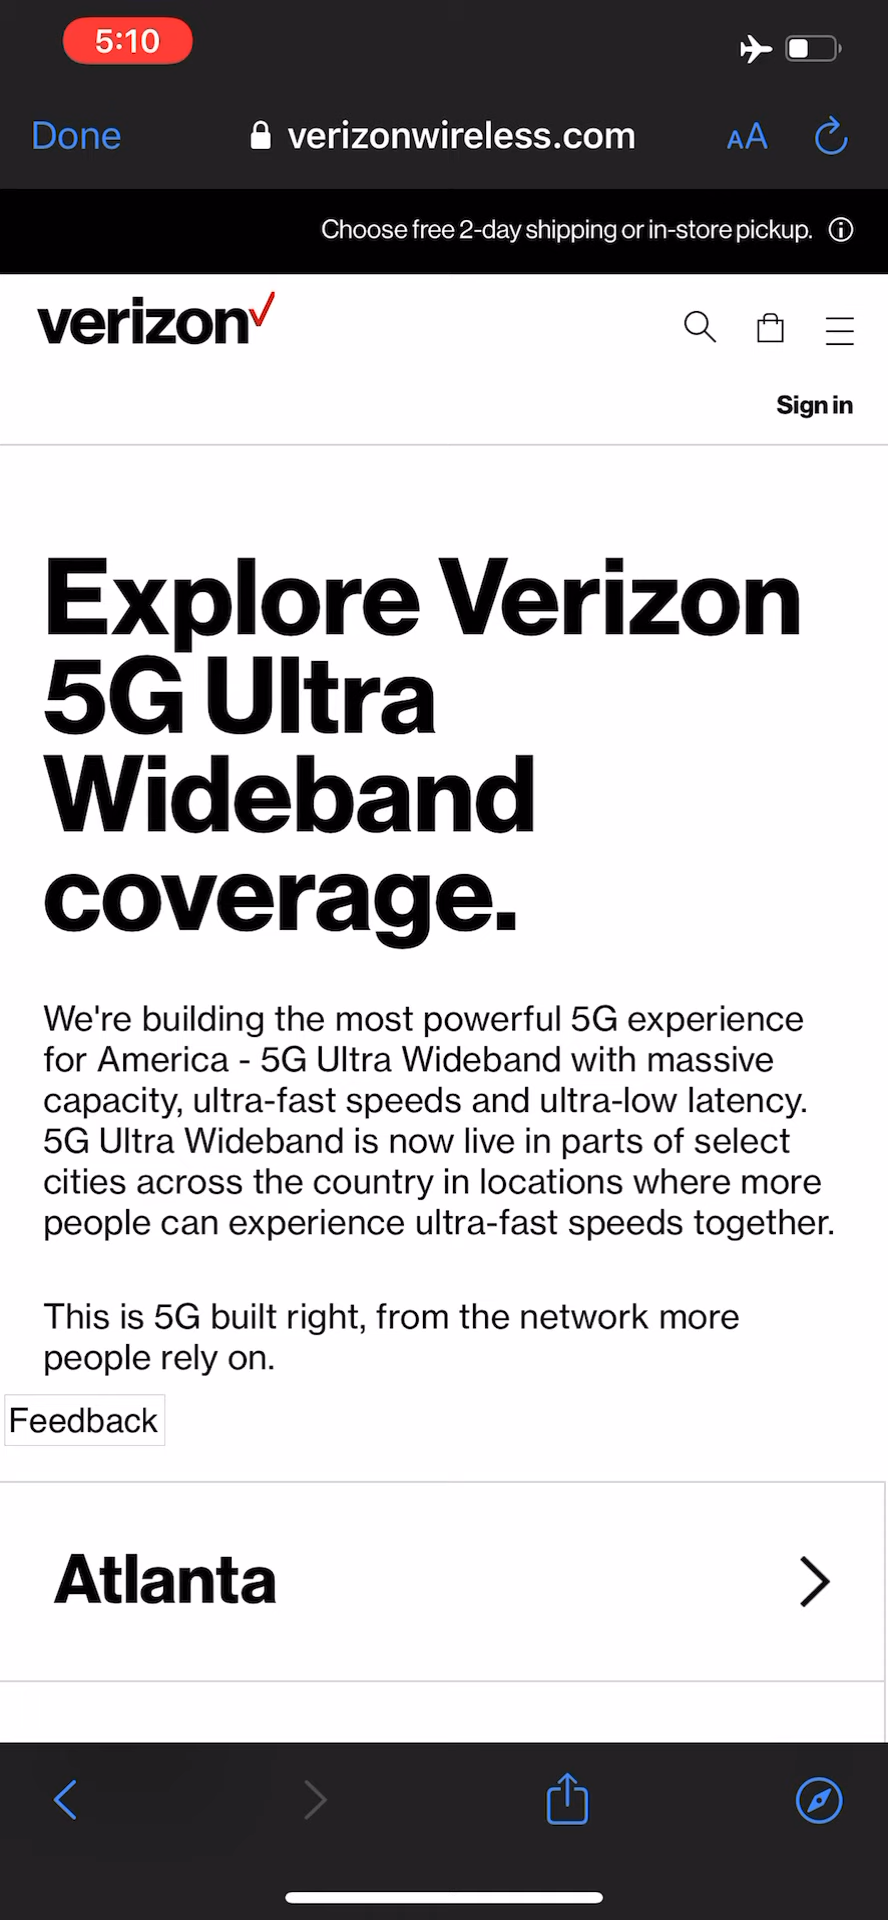 5:10
Done verizonwireless.com AA
Choose free 2-day shipping or in-store pickup.
verizon
Sign in
Explore Verizon
5G Ultra
Wideband
coverage.
We're building the most powerful 5G experience
for America - 5G Ultra Wideband with massive
capacity, ultra-fast speeds and ultra-low latency.
5G Ultra Wideband is now live in parts of select
cities across the country in locations where more
people can experience ultra-fast speeds together.
This is 5G built right, from the network more
people rely on.
Feedback
Atlanta